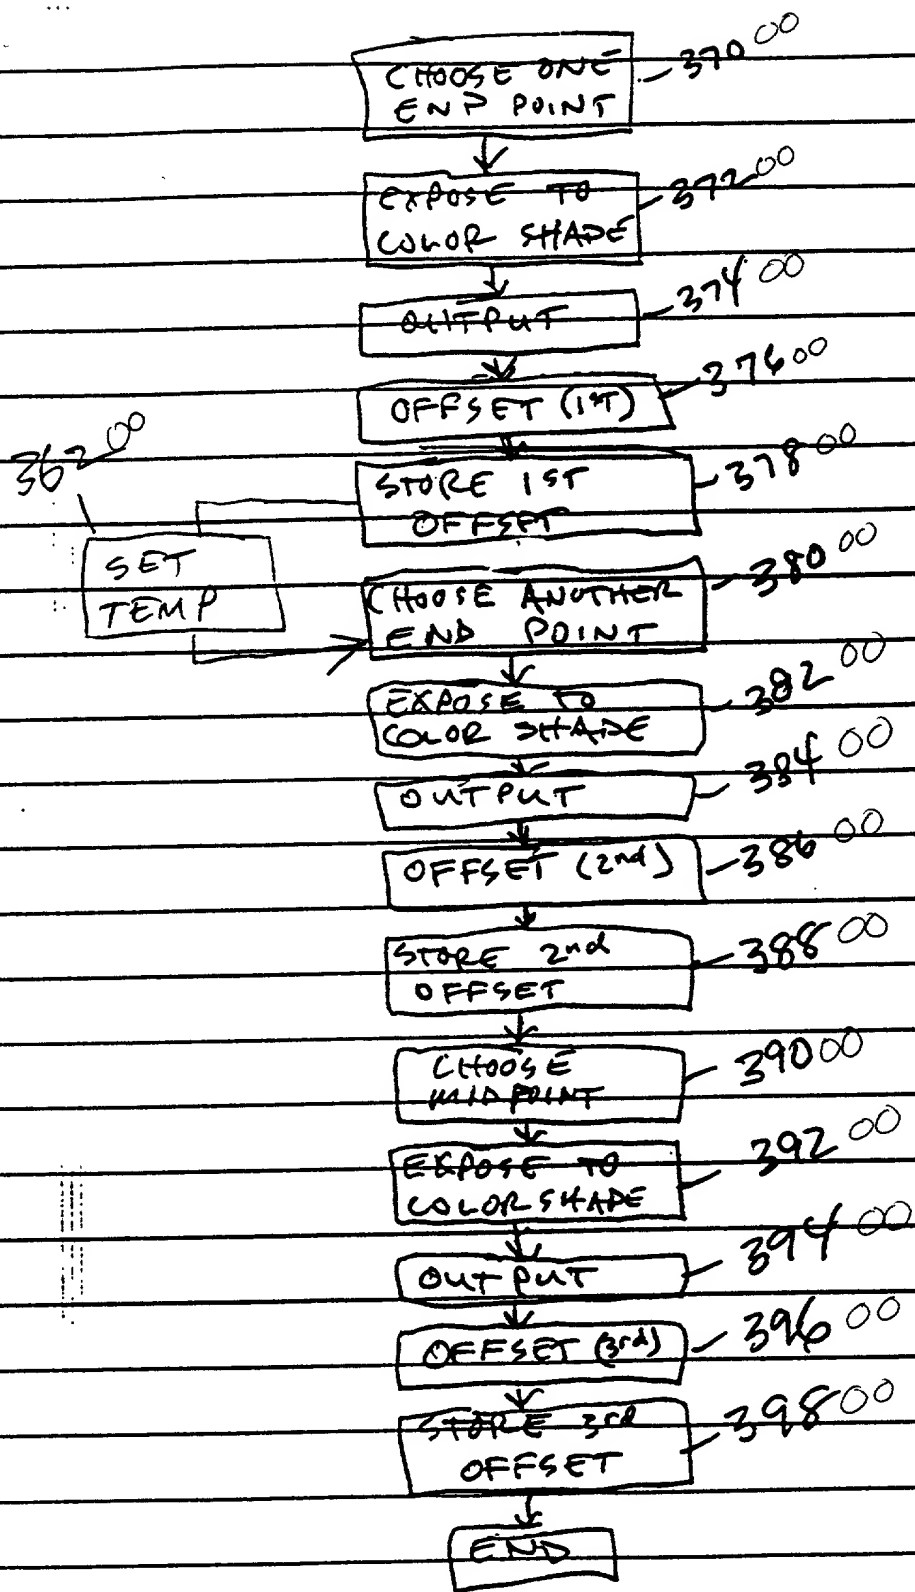 CHOOSE ONE
END POINT
37000
EXPOSE TO
COLOR SHADE
37200
OUTPUT
37400
OFFSET (1ST)
37600
STORE 1ST
OFFSET
37800
36200
SET
TEMP
CHOOSE ANOTHER
END POINT
38000
EXPOSE TO
COLOR SHADE
38200
OUTPUT
38400
OFFSET (2nd)
38600
STORE 2nd
OFFSET
38800
CHOOSE
MIDPOINT
39000
EXPOSE TO
COLOR SHADE
39200
OUTPUT
39400
OFFSET (3rd)
39600
STORE 3rd
OFFSET
39800
END